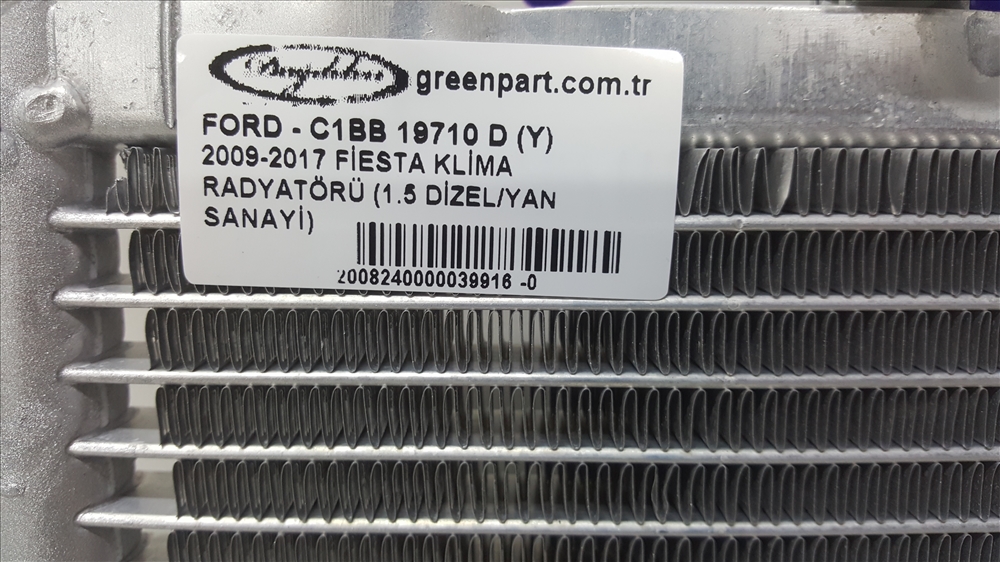 greenpart.com.tr
FORD - C1BB 19710 D (Y)
2009-2017 FİESTA KLİMA
RADYATÖRÜ (1.5 DİZEL/YAN
SANAYİ)
2008240000039916 -0